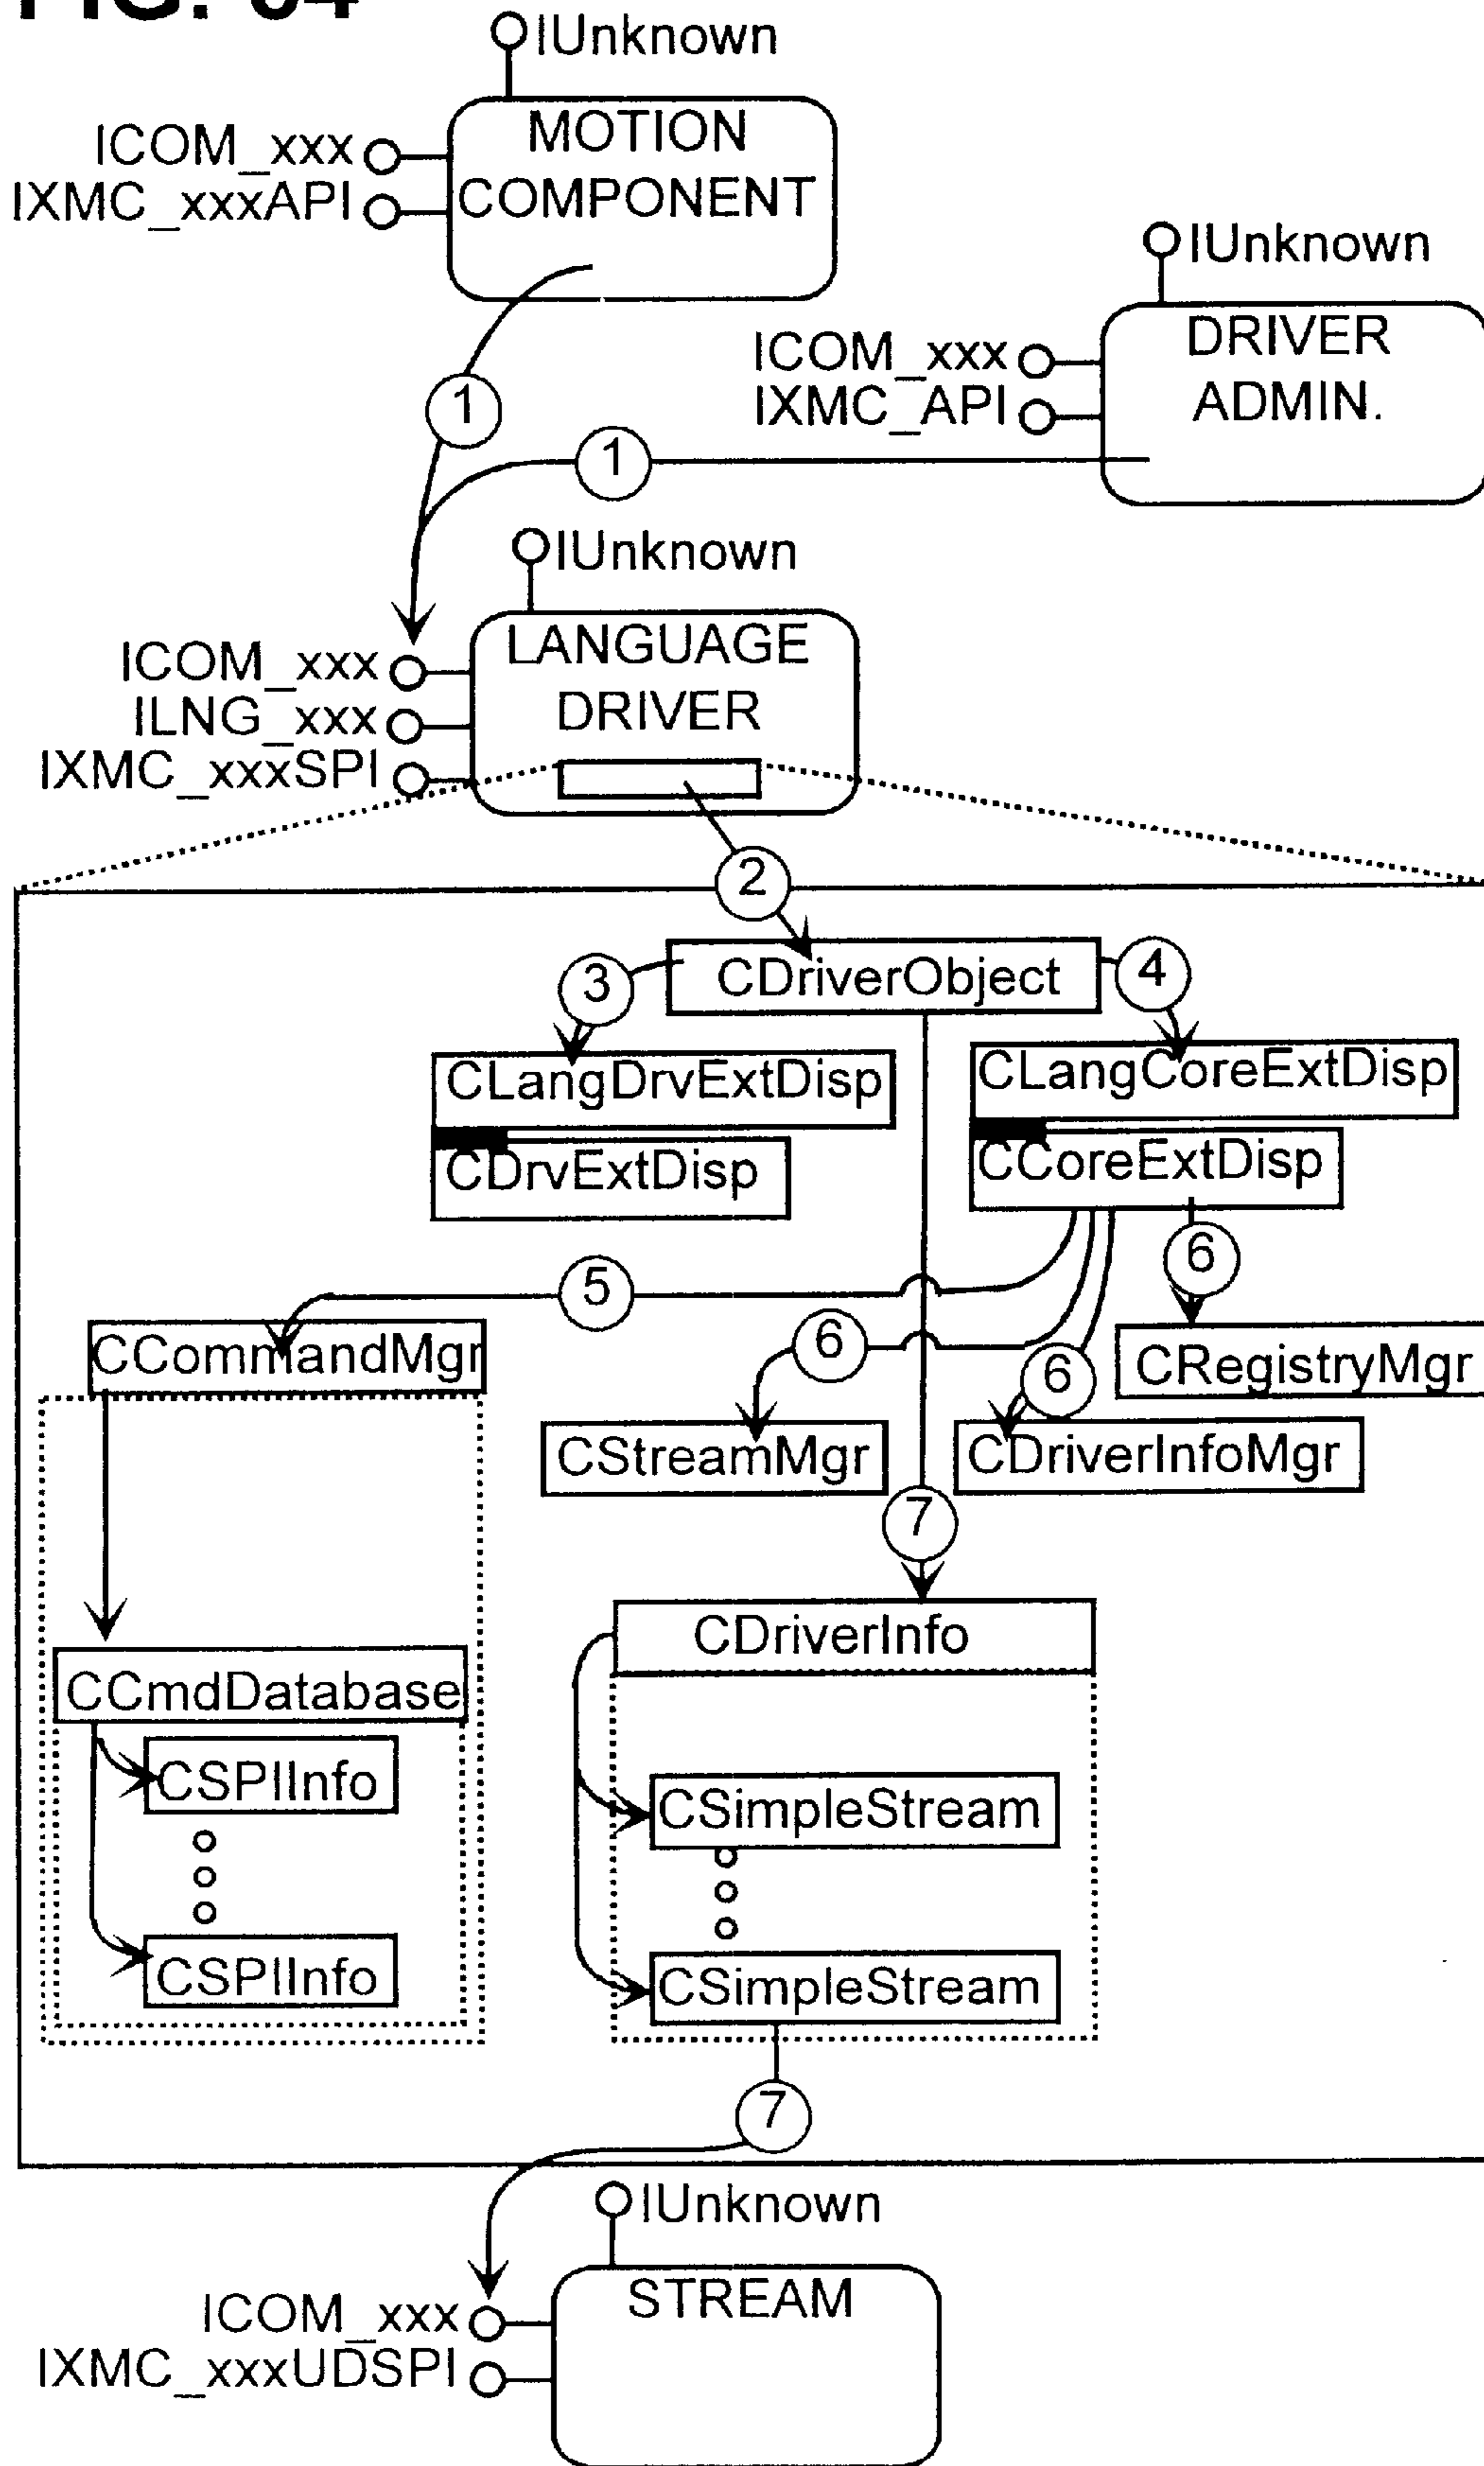 FIG. 64
IUnknown
MOTION
COMPONENT
ICOM_xxx
IXMC_xxxAPI
IUnknown
DRIVER
ADMIN.
ICOM_xxx
IXMC_API
1
1
IUnknown
LANGUAGE
DRIVER
ICOM_xxx
ILNG_xxx
IXMC_xxxSPI
2
CDriverObject
3
4
CLangDrvExtDisp
CLangCoreExtDisp
CDrvExtDisp
CCoreExtDisp
6
5
6
6
CCommandMgr
CRegistryMgr
CStreamMgr
CDriverInfoMgr
7
CDriverInfo
CCmdDatabase
CSPIInfo
CSimpleStream
CSPIInfo
CSimpleStream
7
IUnknown
STREAM
ICOM_xxx
IXMC_xxxUDSPI